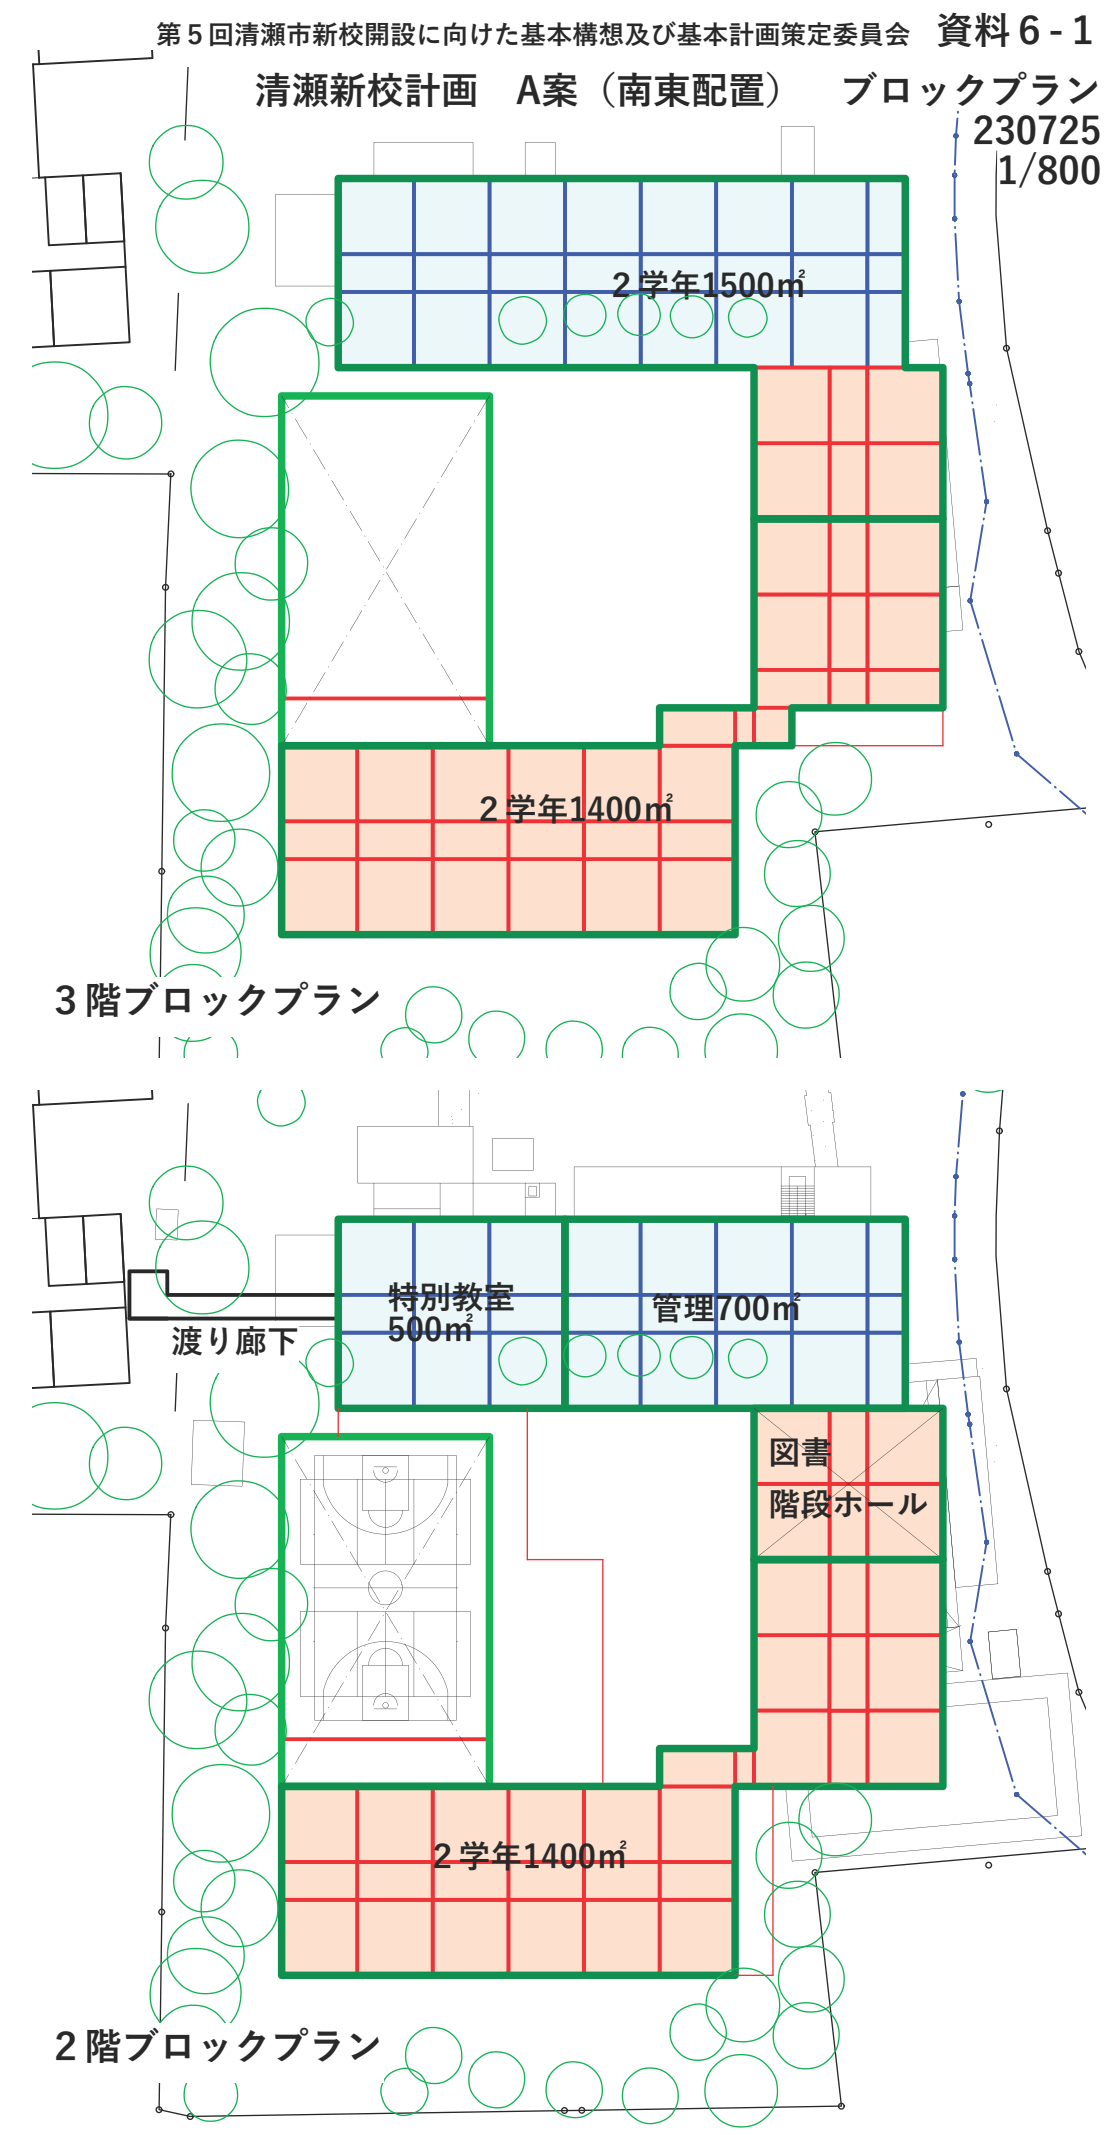 第５回清瀬市新校開設に向けた基本構想及び基本計画策定委員会　資料６-１
清瀬新校計画　A案（南東配置）　ブロックプラン
230725
1/800
２学年1500㎡
２学年1400㎡
３階ブロックプラン
特別教室
500㎡
管理700㎡
渡り廊下
図書
階段ホール
２学年1400㎡
２階ブロックプラン